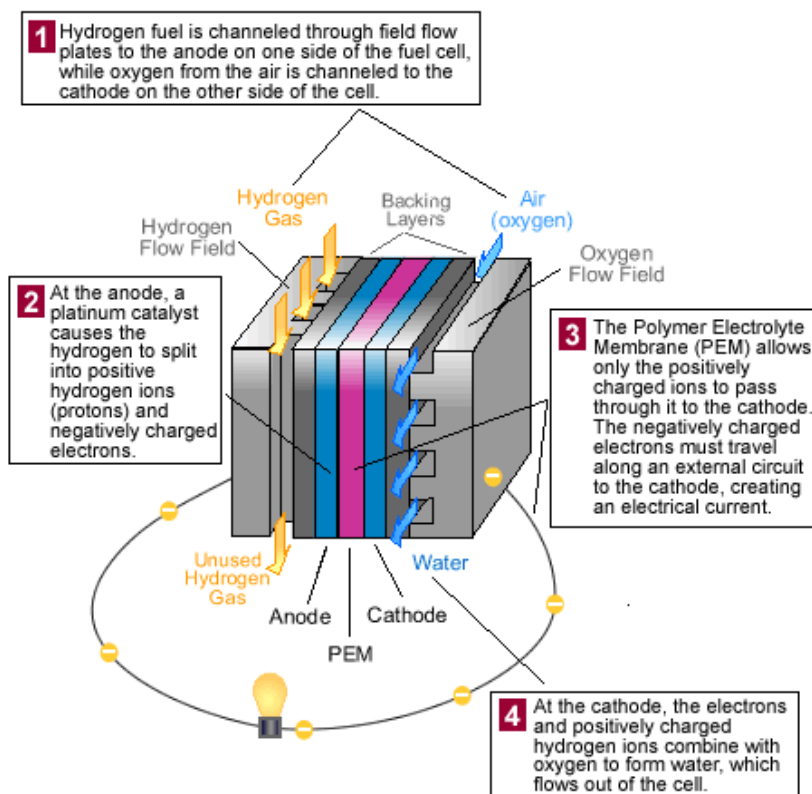 1 Hydrogen fuel is channeled through field flow
plates to the anode on one side of the fuel cell,
while oxygen from the air is channeled to the
cathode on the other side of the cell.
Hydrogen
Gas
Backing
Layers
Air
(oxygen)
Hydrogen
Flow Field
Oxygen
Flow Field
2 At the anode, a
platinum catalyst
causes the
hydrogen to split
into positive
hydrogen ions
(protons) and
negatively charged
electrons.
3 The Polymer Electrolyte
Membrane (PEM) allows
only the positively
charged ions to pass
through it to the cathode.
The negatively charged
electrons must travel
along an external circuit
to the cathode, creating
an electrical current.
Unused
Hydrogen
Gas
Water
Anode
Cathode
PEM
4 At the cathode, the electrons
and positively charged
hydrogen ions combine with
oxygen to form water, which
flows out of the cell.